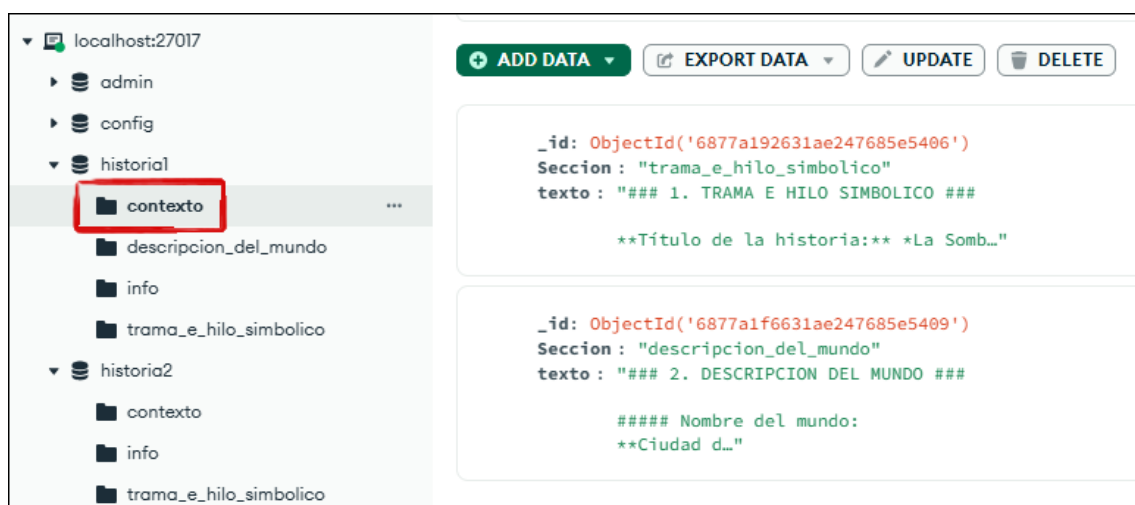 localhost:27017
admin
config
historia1
contexto
descripcion_del_mundo
info
trama_e_hilo_simbolico
historia2
contexto
info
trama_e_hilo_simbolico
ADD DATA EXPORT DATA UPDATE DELETE
_id: ObjectId('6877a192631ae247685e5406')
Seccion : "trama_e_hilo_simbolico"
texto : "### 1. TRAMA E HILO SIMBOLICO ###
**Título de la historia:** *La Somb…"
_id: ObjectId('6877a1f6631ae247685e5409')
Seccion : "descripcion_del_mundo"
texto : "### 2. DESCRIPCION DEL MUNDO ###
##### Nombre del mundo:
**Ciudad d…"